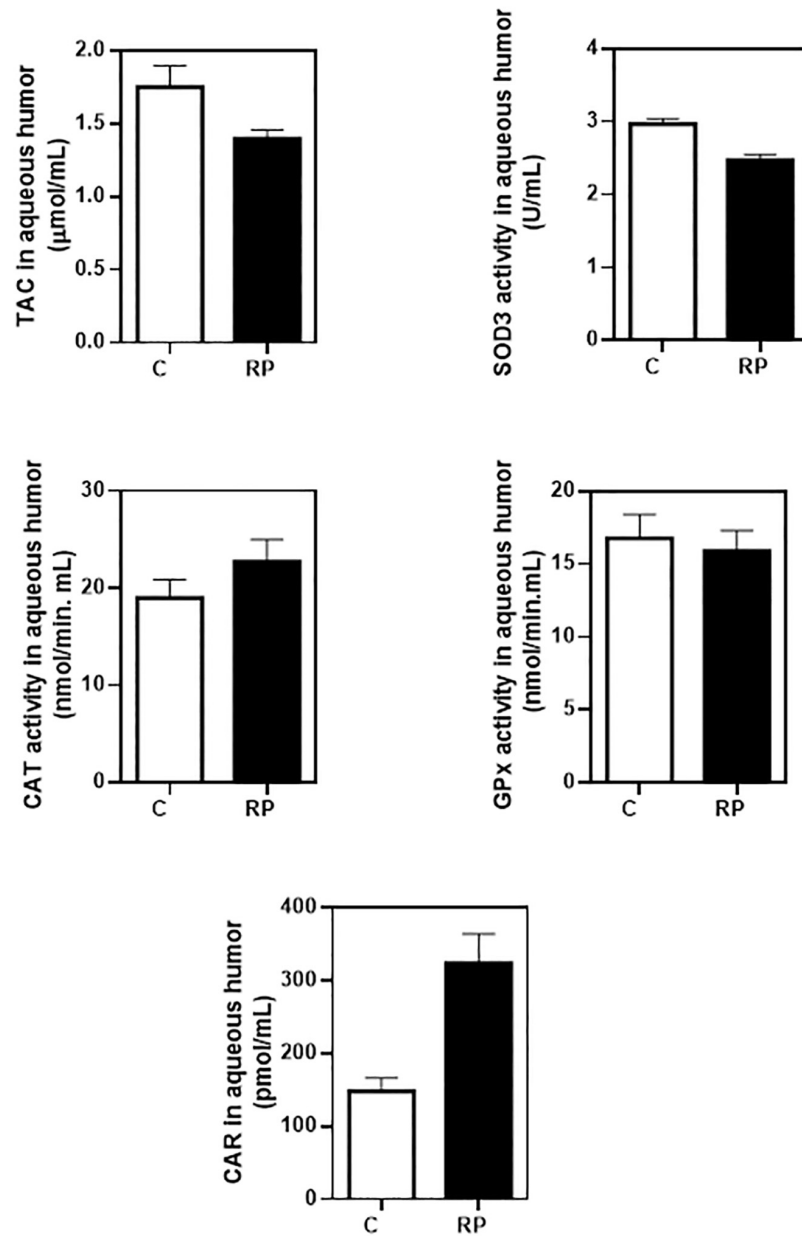 TAC in aqueous humor
(μmol/mL)
2.0
1.5
1.0
0.5
0.0
C RP
SOD3 activity in aqueous humor
(U/mL)
4
3
2
1
0
C RP
CAT activity in aqueous humor
(nmol/min. mL)
30
20
10
0
C RP
GPx activity in aqueous humor
(nmol/min.mL)
20
15
10
5
0
C RP
CAR in aqueous humor
(pmol/mL)
400
300
200
100
0
C RP